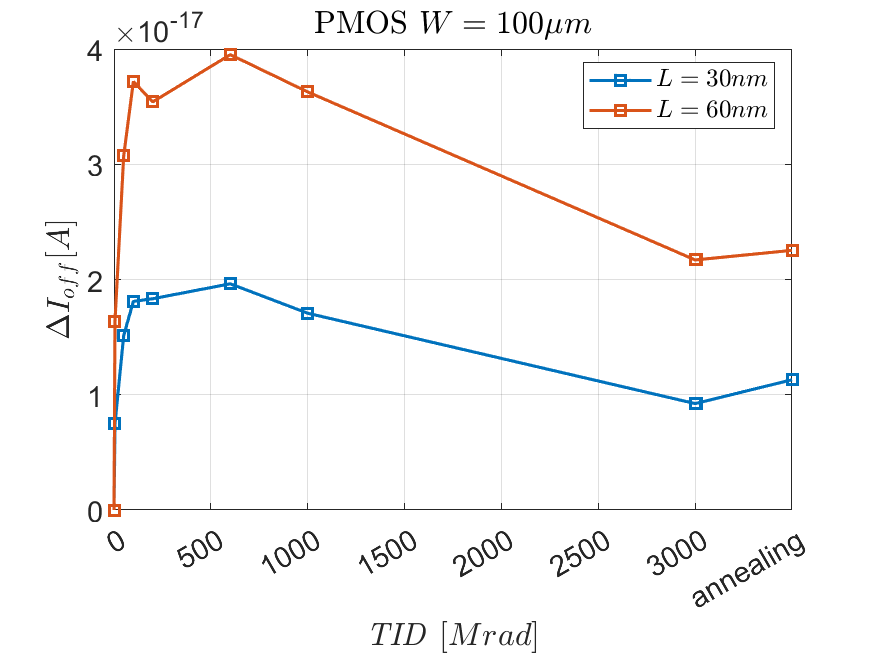 PMOS W = 100μm
×10⁻¹⁷
L = 30nm
L = 60nm
4
3
2
1
0
ΔI_off[A]
0 500 1000 1500 2000 2500 3000 annealing
TID [Mrad]